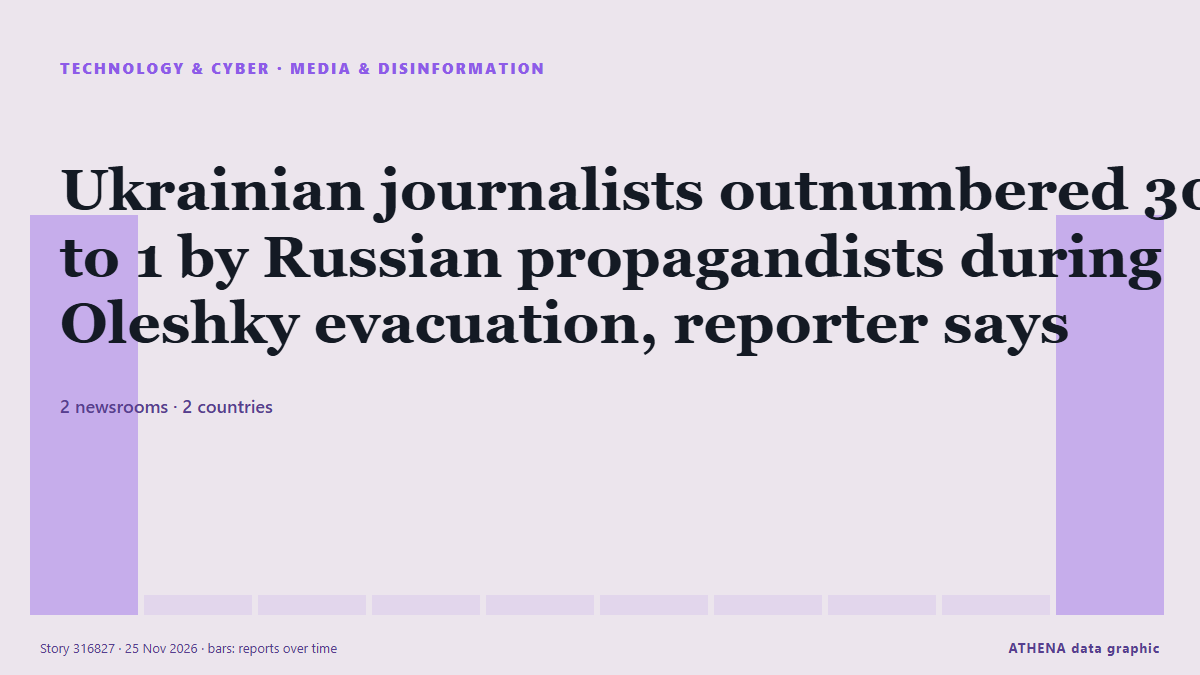 TECHNOLOGY & CYBER · MEDIA & DISINFORMATION
Ukrainian journalists outnumbered 30
to 1 by Russian propagandists during
Oleshky evacuation, reporter says
2 newsrooms · 2 countries
Story 316827 · 25 Nov 2026 · bars: reports over time
ATHENA data graphic